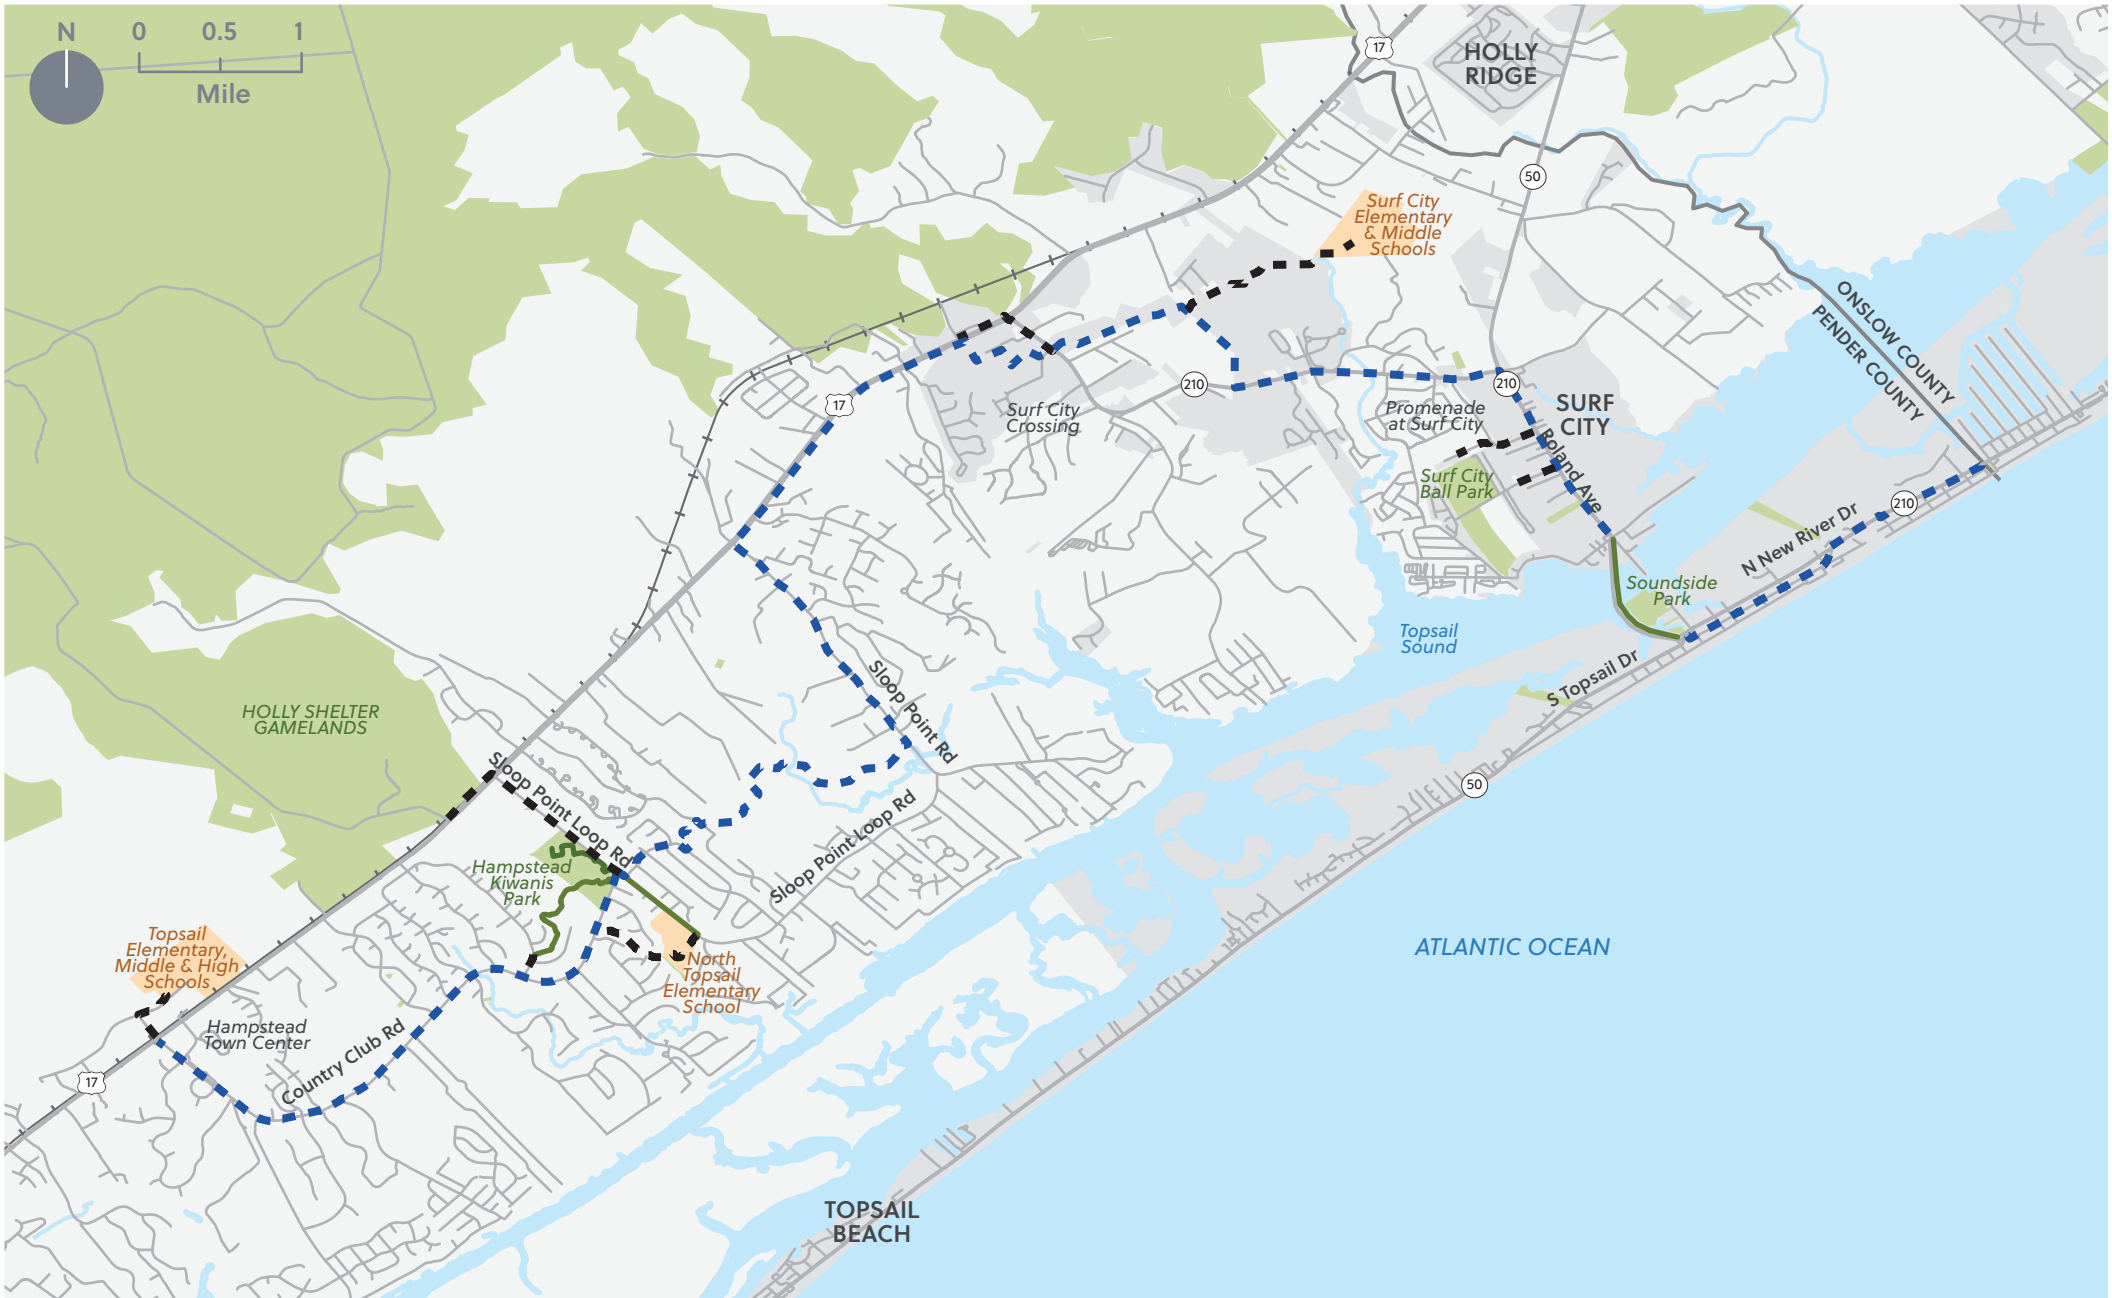 N
0 0.5 1
Mile
17
HOLLY
RIDGE
50
Surf City
Elementary
& Middle
Schools
ONSLOW COUNTY
PENDER COUNTY
17
210
210
Surf City
Crossing
Promenade
at Surf City
SURF
CITY
Roland Ave
Surf City
Ball Park
210
N New River Dr
Soundside
Park
Topsail
Sound
S Topsail Dr
Sloop Point Rd
HOLLY SHELTER
GAMELANDS
Sloop Point Loop Rd
50
Sloop Point Loop Rd
Hampstead
Kiwanis
Park
Topsail
Elementary,
Middle & High
Schools
North
Topsail
Elementary
School
ATLANTIC OCEAN
Hampstead
Town Center
Country Club Rd
17
TOPSAIL
BEACH